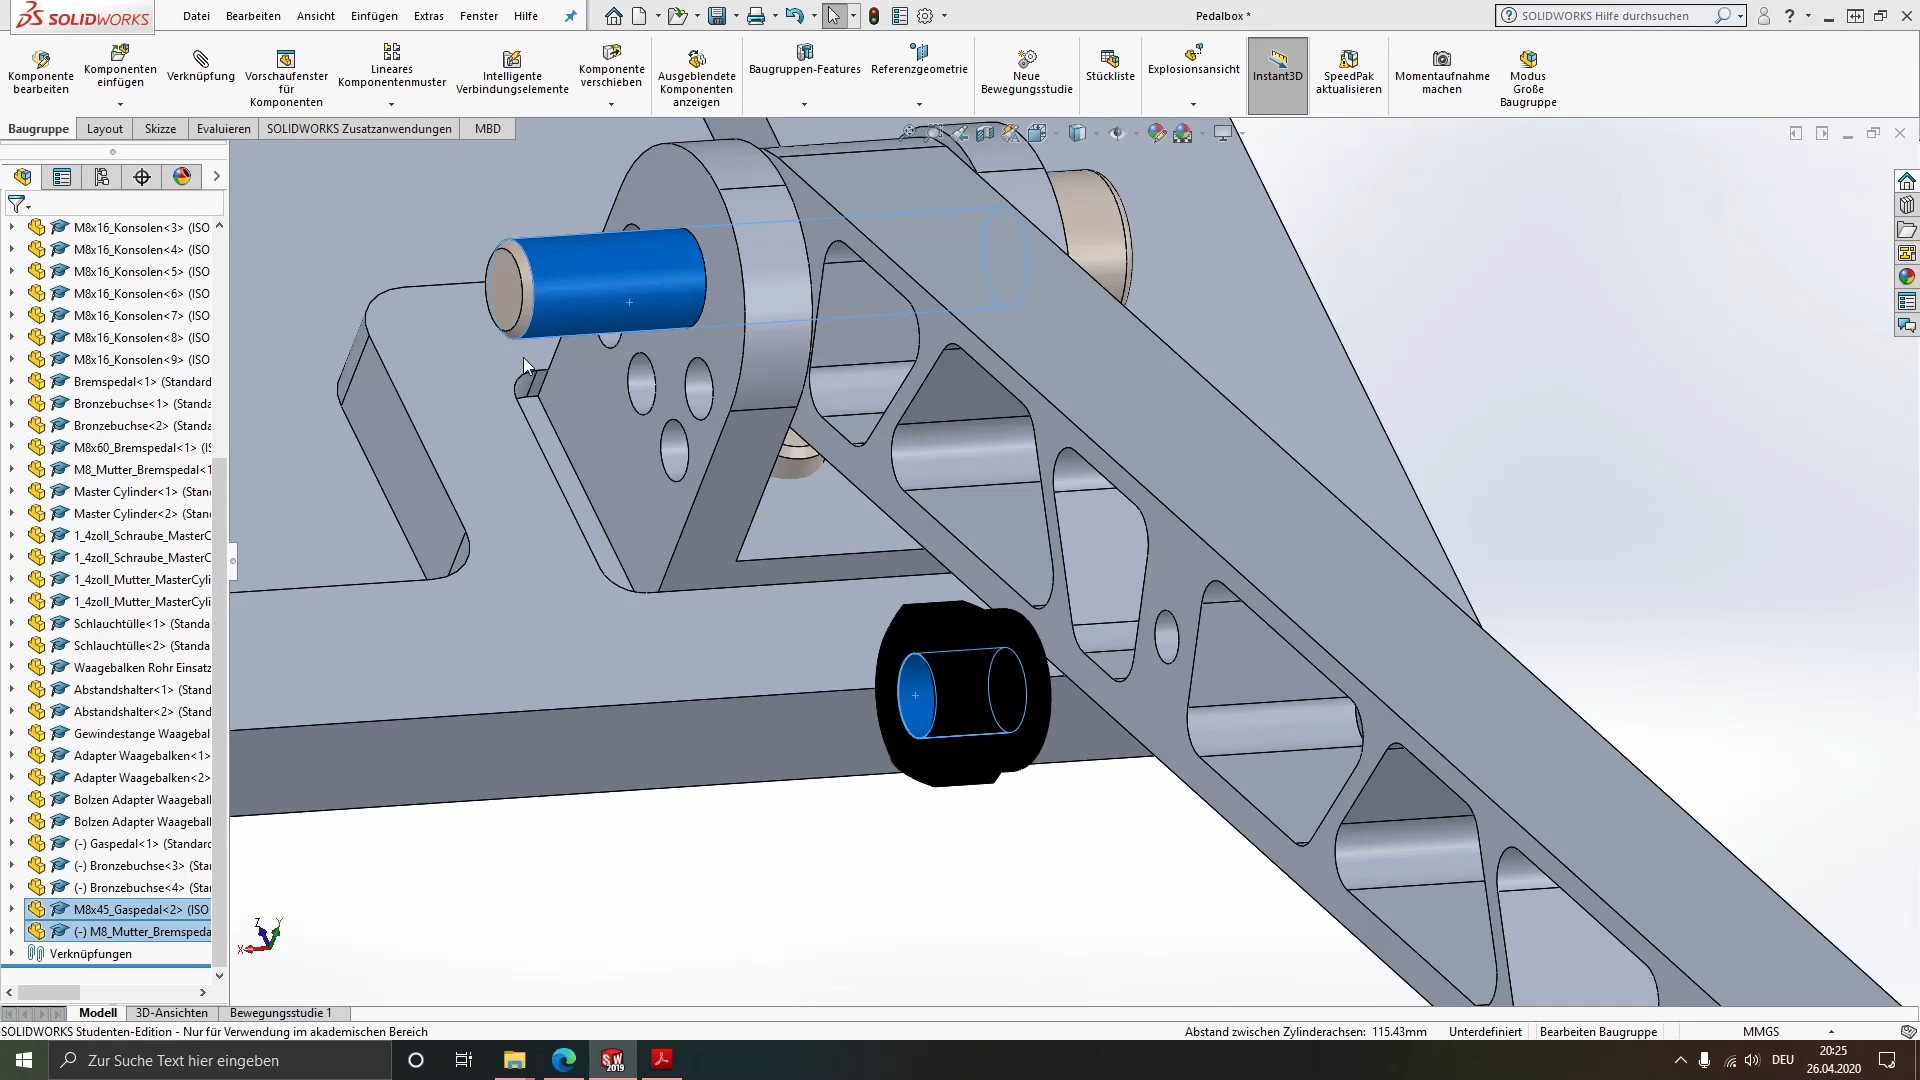 SOLIDWORKS
Datei Bearbeiten Ansicht Einfügen Extras Fenster Hilfe
Pedalbox *
SOLIDWORKS Hilfe durchsuchen
Komponente bearbeiten
Komponenten einfügen
Verknüpfung
Vorschaufenster für Komponenten
Lineares Komponentenmuster
Intelligente Verbindungselemente
Komponente verschieben
Ausgeblendete Komponenten anzeigen
Baugruppen-Features
Referenzgeometrie
Neue Bewegungsstudie
Stückliste
Explosionsansicht
Instant3D
SpeedPak aktualisieren
Momentaufnahme machen
Modus Große Baugruppe
Baugruppe Layout Skizze Evaluieren SOLIDWORKS Zusatzanwendungen MBD
M8x16_Konsolen<3> (ISO
M8x16_Konsolen<4> (ISO
M8x16_Konsolen<5> (ISO
M8x16_Konsolen<6> (ISO
M8x16_Konsolen<7> (ISO
M8x16_Konsolen<8> (ISO
M8x16_Konsolen<9> (ISO
Bremspedal<1> (Standard
Bronzebuchse<1> (Standa
Bronzebuchse<2> (Standa
M8x60_Bremspedal<1> (IS
M8_Mutter_Bremspedal<1
Master Cylinder<1> (Stan
Master Cylinder<2> (Stan
1_4zoll_Schraube_MasterC
1_4zoll_Schraube_MasterC
1_4zoll_Mutter_MasterCyli
1_4zoll_Mutter_MasterCyli
Schlauchtülle<1> (Standa
Schlauchtülle<2> (Standa
Waagebalken Rohr Einsatz
Abstandshalter<1> (Stand
Abstandshalter<2> (Stand
Gewindestange Waagebal
Adapter Waagebalken<1>
Adapter Waagebalken<2>
Bolzen Adapter Waageball
Bolzen Adapter Waageball
(-) Gaspedal<1> (Standard
(-) Bronzebuchse<3> (Sta
(-) Bronzebuchse<4> (Sta
M8x45_Gaspedal<2> (ISO
(-) M8_Mutter_Bremspeda
Verknüpfungen
Z Y
X
Modell 3D-Ansichten Bewegungsstudie 1
SOLIDWORKS Studenten-Edition - Nur für Verwendung im akademischen Bereich
Abstand zwischen Zylinderachsen: 115.43mm Unterdefiniert Bearbeiten Baugruppe MMGS
Zur Suche Text hier eingeben
SW 2019
DEU
20:25
26.04.2020